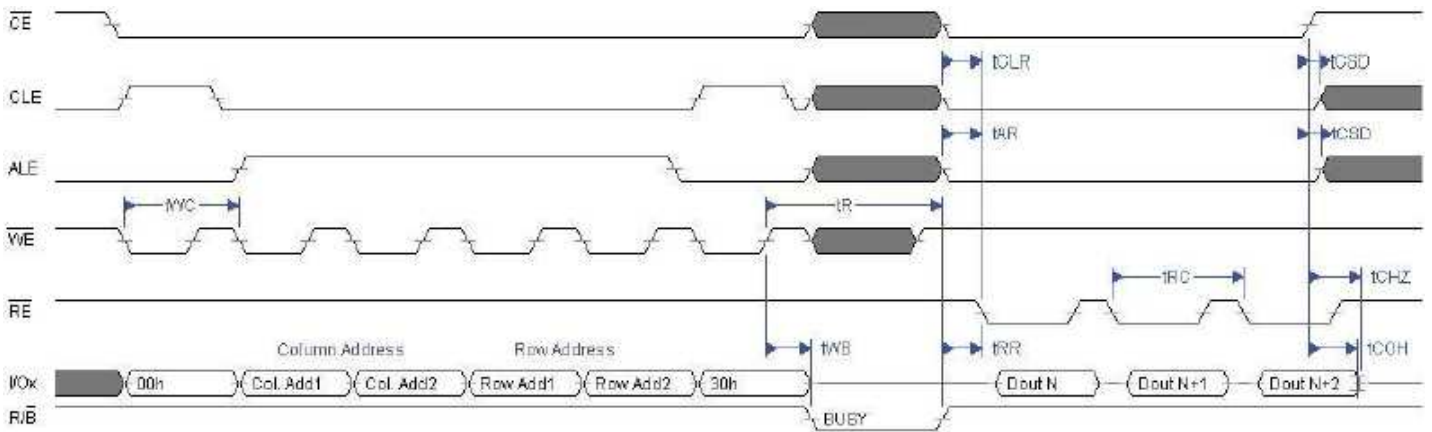 CE
tCLR
tCSD
CLE
tAR
tCSD
ALE
tWC
tR
WE
tRC
tCHZ
RE
Column Address
Row Address
tWB
tRR
tCOH
I/Ox
00h
Col. Add1
Col. Add2
Row Add1
Row Add2
30h
Dout N
Dout N+1
Dout N+2
R/B
BUSY